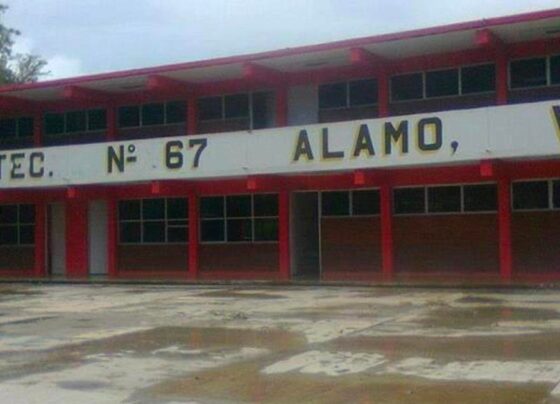 TEC. Nº 67 ALAMO,